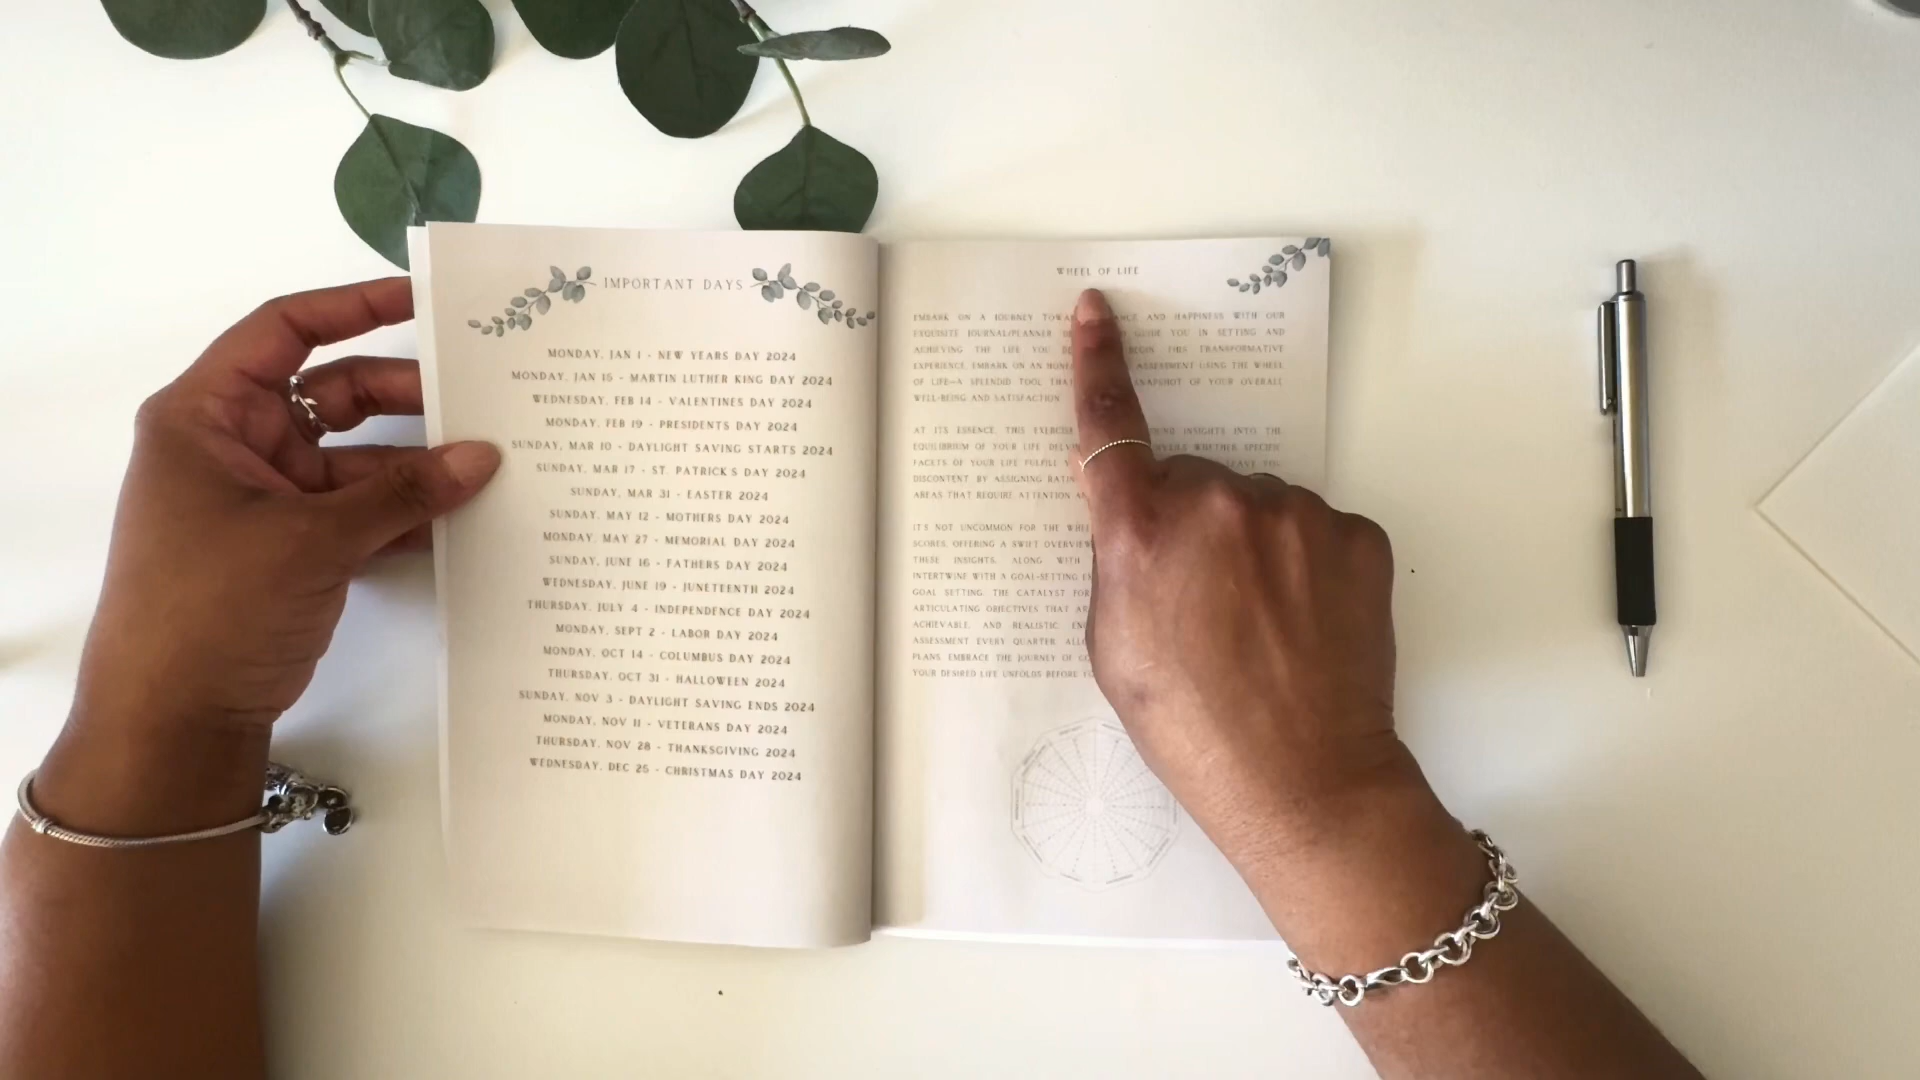 IMPORTANT DAYS
MONDAY, JAN 1 - NEW YEARS DAY 2024
MONDAY, JAN 15 - MARTIN LUTHER KING DAY 2024
WEDNESDAY, FEB 14 - VALENTINES DAY 2024
MONDAY, FEB 19 - PRESIDENTS DAY 2024
SUNDAY, MAR 10 - DAYLIGHT SAVING STARTS 2024
SUNDAY, MAR 17 - ST. PATRICK'S DAY 2024
SUNDAY, MAR 31 - EASTER 2024
SUNDAY, MAY 12 - MOTHERS DAY 2024
MONDAY, MAY 27 - MEMORIAL DAY 2024
SUNDAY, JUNE 16 - FATHERS DAY 2024
WEDNESDAY, JUNE 19 - JUNETEENTH 2024
THURSDAY, JULY 4 - INDEPENDENCE DAY 2024
MONDAY, SEPT 2 - LABOR DAY 2024
MONDAY, OCT 14 - COLUMBUS DAY 2024
THURSDAY, OCT 31 - HALLOWEEN 2024
SUNDAY, NOV 3 - DAYLIGHT SAVING ENDS 2024
MONDAY, NOV 11 - VETERANS DAY 2024
THURSDAY, NOV 28 - THANKSGIVING 2024
WEDNESDAY, DEC 25 - CHRISTMAS DAY 2024
WHEEL OF LIFE
EMBARK ON A JOURNEY AND HAPPINESS WITH OUR
EXQUISITE JOURNAL/PLANNER GUIDE YOU IN SETTING AND
ACHIEVING THE LIFE YOU BEGIN THIS TRANSFORMATIVE
EXPERIENCE, EMBARK ON AN ASSESSMENT USING THE WHEEL
OF LIFE—A SPLENDID TOOL SNAPSHOT OF YOUR OVERALL
WELL-BEING AND SATISFACTION
AT ITS ESSENCE, THIS EXERCISE INSIGHTS INTO THE
EQUILIBRIUM OF YOUR LIFE WHETHER SPECIFIC
FACETS OF YOUR LIFE FULFILL LEAVE YOU
DISCONTENT. BY ASSIGNING
AREAS THAT REQUIRE ATTENTION
IT'S NOT UNCOMMON FOR THE
SCORES, OFFERING A SWIFT OVERVIEW
THESE INSIGHTS, ALONG WITH
INTERTWINE WITH A GOAL-SETTING
GOAL SETTING, THE CATALYST FOR
ARTICULATING OBJECTIVES THAT
ACHIEVABLE, AND REALISTIC
ASSESSMENT EVERY QUARTER
PLANS. EMBRACE THE JOURNEY OF
YOUR DESIRED LIFE UNFOLDS BEFORE